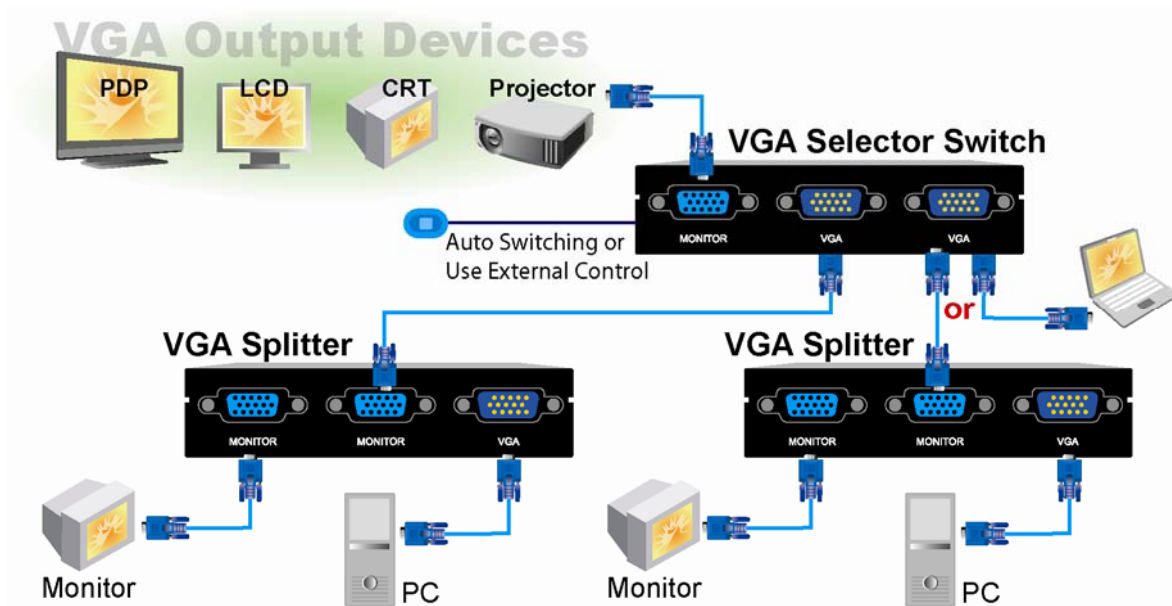 VGA Output Devices
PDP
LCD
CRT
Projector
VGA Selector Switch
MONITOR
VGA
VGA
Auto Switching or
Use External Control
or
VGA Splitter
MONITOR
MONITOR
VGA
VGA Splitter
MONITOR
MONITOR
VGA
Monitor
PC
Monitor
PC